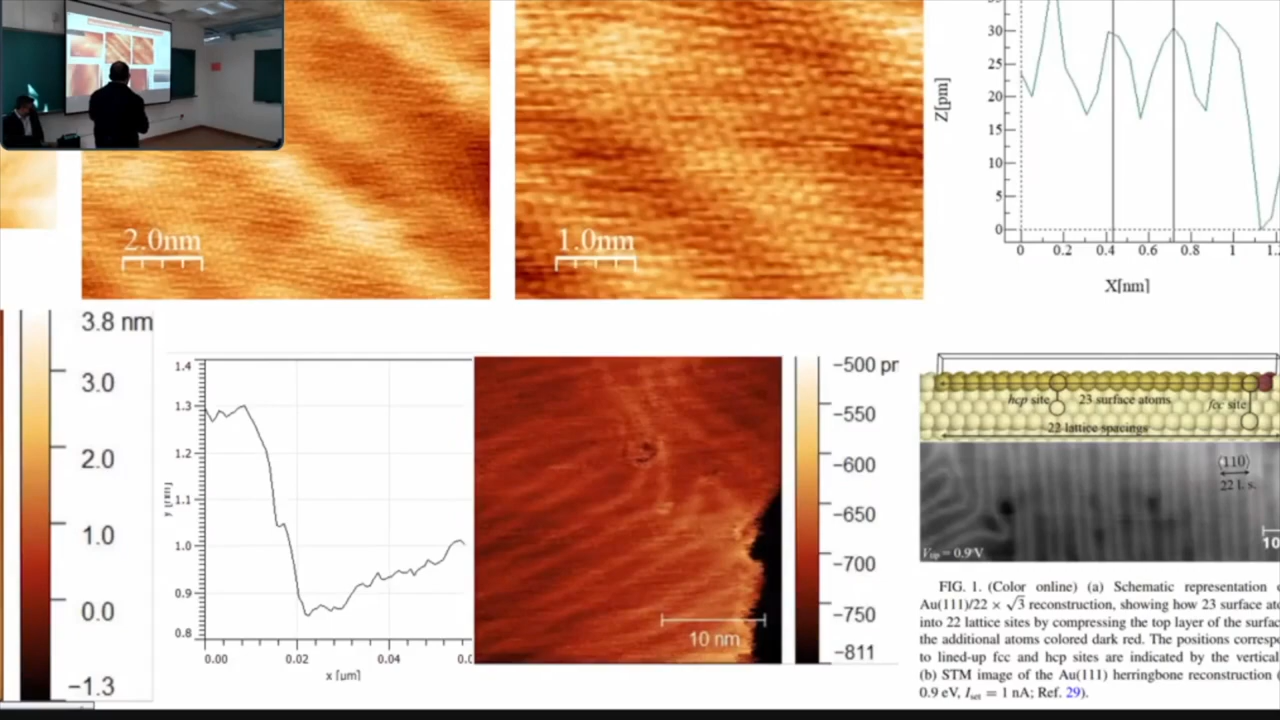 2.0nm
1.0nm
Z[pm]
30
25
20
15
10
5
0
0 0.2 0.4 0.6 0.8 1
X[nm]
3.8 nm
3.0
2.0
1.0
0.0
−1.3
1.4
1.3
1.2
1.1
1.0
0.9
0.8
0.00 0.02 0.04
x [µm]
10 nm
−500
−550
−600
−650
−700
−750
−811
hcp site 23 surface atoms fcc site
22 lattice spacings
⟨110⟩
22 l. s.
10
= 0.9 V
FIG. 1. (Color online) (a) Schematic representation
Au(111)/22 × √3 reconstruction, showing how 23 surface
into 22 lattice sites by compressing the top layer of the
the additional atoms colored dark red. The positions
to lined-up fcc and hcp sites are indicated by the vertical
(b) STM image of the Au(111) herringbone reconstruction (
0.9 eV, Iset = 1 nA; Ref. 29).